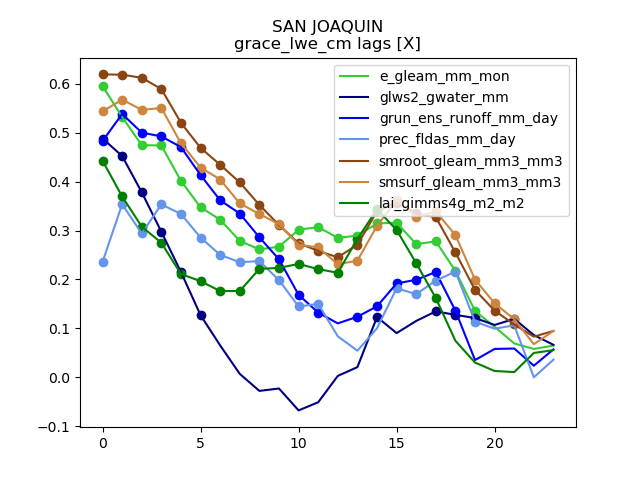 SAN JOAQUIN
grace_lwe_cm lags [X]
e_gleam_mm_mon
glws2_gwater_mm
grun_ens_runoff_mm_day
prec_fldas_mm_day
smroot_gleam_mm3_mm3
smsurf_gleam_mm3_mm3
lai_gimms4g_m2_m2
0.6
0.5
0.4
0.3
0.2
0.1
0.0
−0.1
0 5 10 15 20